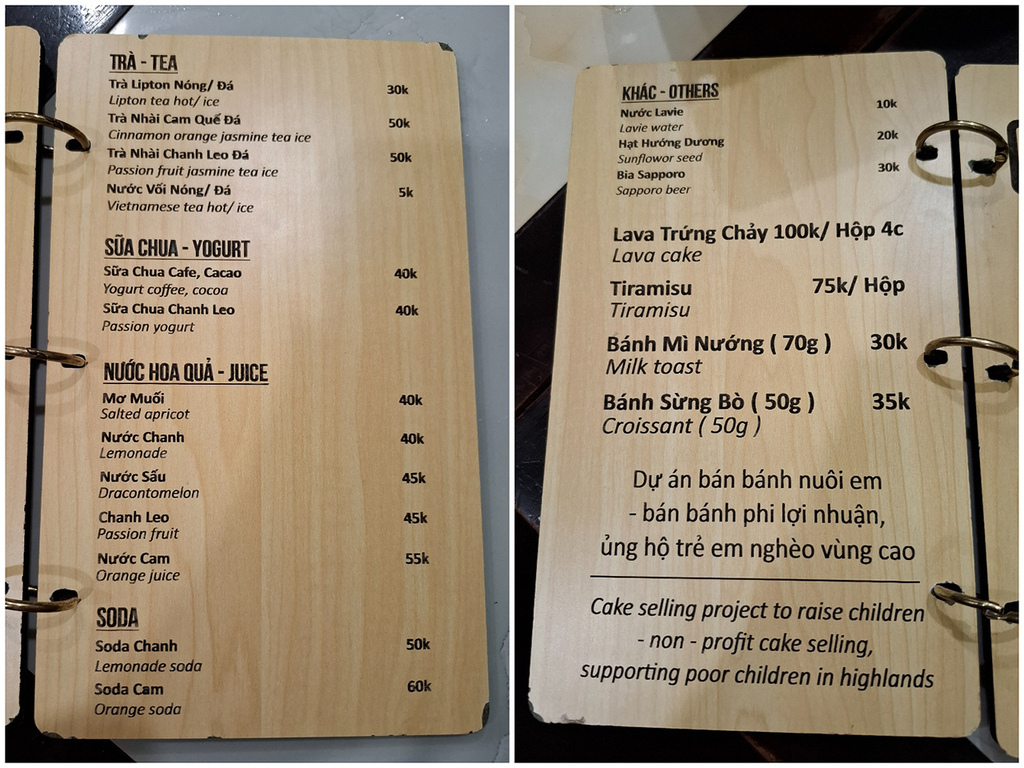 TRÀ - TEA
Trà Lipton Nóng/ Đá 30k
Lipton tea hot/ ice
Trà Nhài Cam Quế Đá 50k
Cinnamon orange jasmine tea ice
Trà Nhài Chanh Leo Đá 50k
Passion fruit jasmine tea ice
Nước Vối Nóng/ Đá 5k
Vietnamese tea hot/ ice
SỮA CHUA - YOGURT
Sữa Chua Cafe, Cacao 40k
Yogurt coffee, cocoa
Sữa Chua Chanh Leo 40k
Passion yogurt
NƯỚC HOA QUẢ - JUICE
Mơ Muối 40k
Salted apricot
Nước Chanh 40k
Lemonade
Nước Sấu 45k
Dracontomelon
Chanh Leo 45k
Passion fruit
Nước Cam 55k
Orange juice
SODA
Soda Chanh 50k
Lemonade soda
Soda Cam 60k
Orange soda
KHÁC - OTHERS
Nước Lavie 10k
Lavie water
Hạt Hướng Dương 20k
Sunflowor seed
Bia Sapporo 30k
Sapporo beer
Lava Trứng Chảy 100k/ Hộp 4c
Lava cake
Tiramisu 75k/ Hộp
Tiramisu
Bánh Mì Nướng ( 70g ) 30k
Milk toast
Bánh Sừng Bò ( 50g ) 35k
Croissant ( 50g )
Dự án bán bánh nuôi em
- bán bánh phi lợi nhuận,
ủng hộ trẻ em nghèo vùng cao
Cake selling project to raise children
- non - profit cake selling,
supporting poor children in highlands